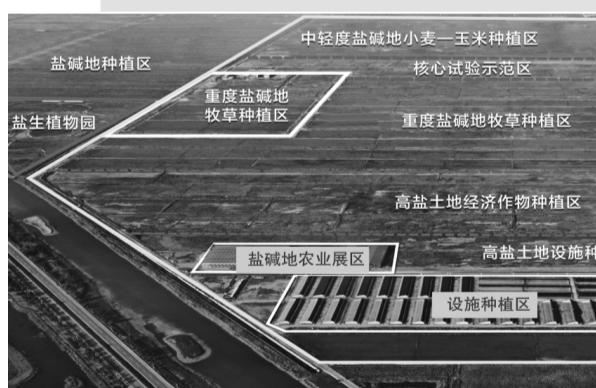 中轻度盐碱地小麦—玉米种植区
盐碱地种植区
核心试验示范区
重度盐碱地
牧草种植区
盐生植物园
重度盐碱地牧草种植区
高盐土地经济作物种植区
盐碱地农业展区
高盐土地设施种
设施种植区